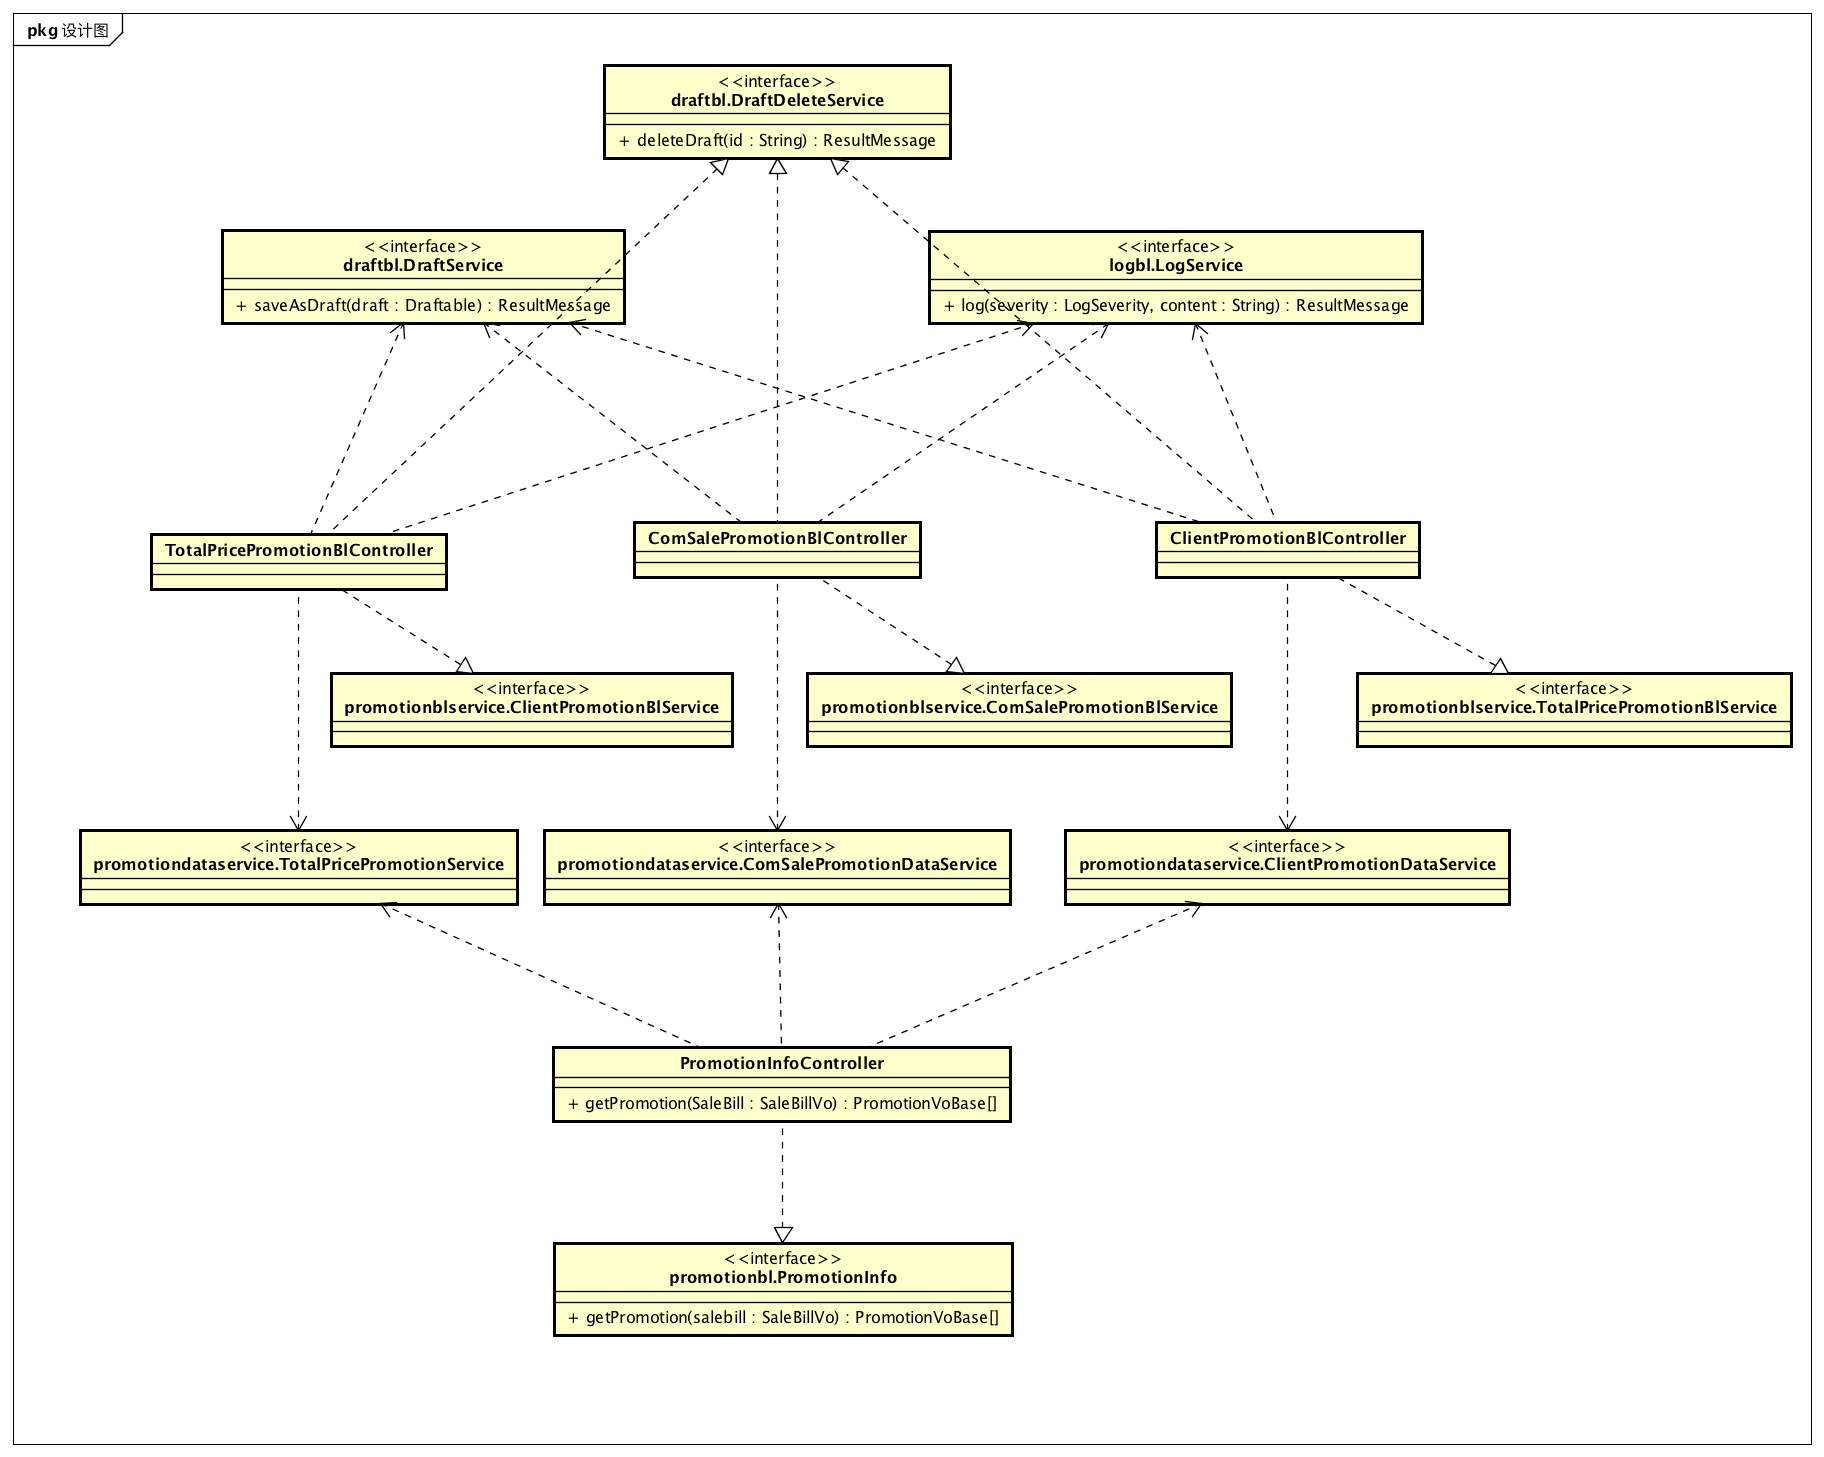 pkg 设计图
<<interface>>
draftbl.DraftDeleteService
+ deleteDraft(id : String) : ResultMessage
<<interface>>
draftbl.DraftService
+ saveAsDraft(draft : Draftable) : ResultMessage
<<interface>>
logbl.LogService
+ log(severity : LogSeverity, content : String) : ResultMessage
TotalPricePromotionBlController
ComSalePromotionBlController
ClientPromotionBlController
<<interface>>
promotionblservice.ClientPromotionBlService
<<interface>>
promotionblservice.ComSalePromotionBlService
<<interface>>
promotionblservice.TotalPricePromotionBlService
<<interface>>
promotiondataservice.TotalPricePromotionService
<<interface>>
promotiondataservice.ComSalePromotionDataService
<<interface>>
promotiondataservice.ClientPromotionDataService
PromotionInfoController
+ getPromotion(SaleBill : SaleBillVo) : PromotionVoBase[]
<<interface>>
promotionbl.PromotionInfo
+ getPromotion(salebill : SaleBillVo) : PromotionVoBase[]